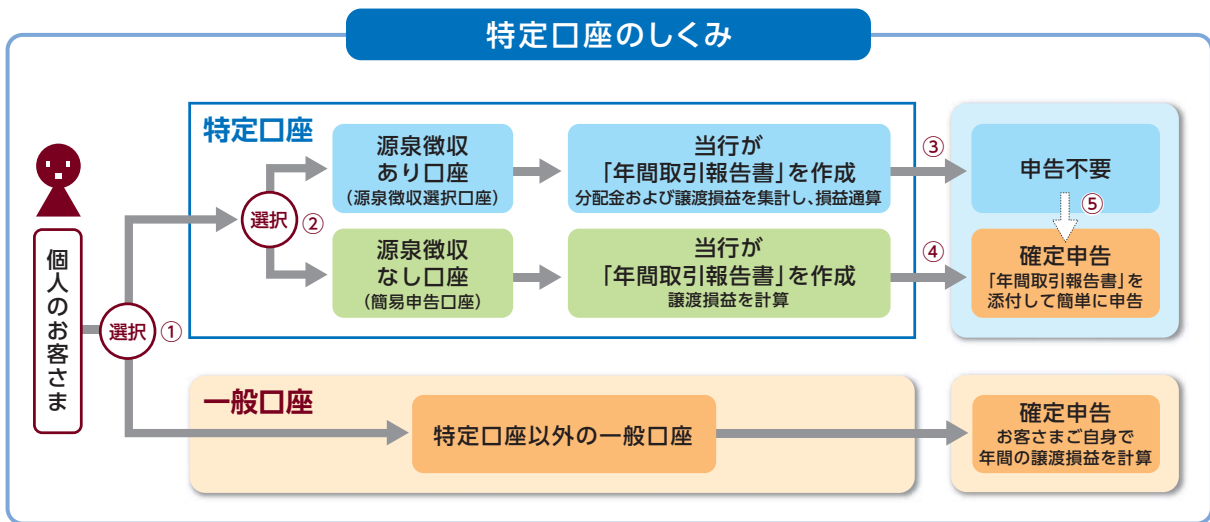 特定口座のしくみ
個人のお客さま
選択 ①
特定口座
選択 ②
源泉徴収
あり口座
(源泉徴収選択口座)
当行が
「年間取引報告書」を作成
分配金および譲渡損益を集計し、損益通算
③
申告不要
⑤
源泉徴収
なし口座
(簡易申告口座)
当行が
「年間取引報告書」を作成
譲渡損益を計算
④
確定申告
「年間取引報告書」を
添付して簡単に申告
一般口座
特定口座以外の一般口座
確定申告
お客さまご自身で
年間の譲渡損益を計算